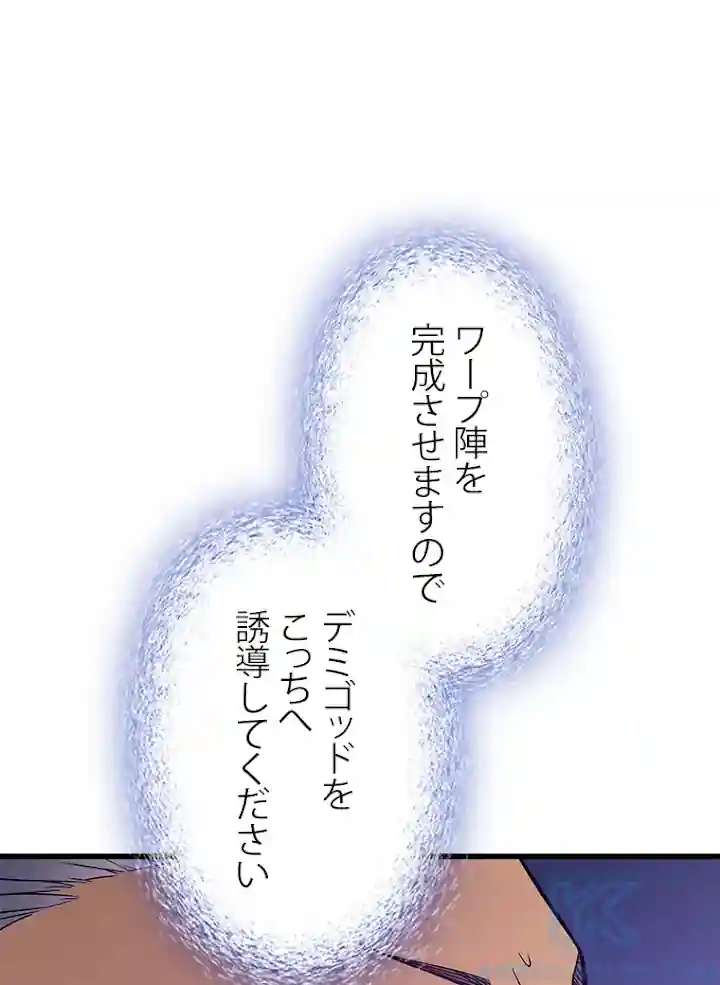 ワープ陣を
完成させますので
デミゴッドを
こっちへ
誘導してください